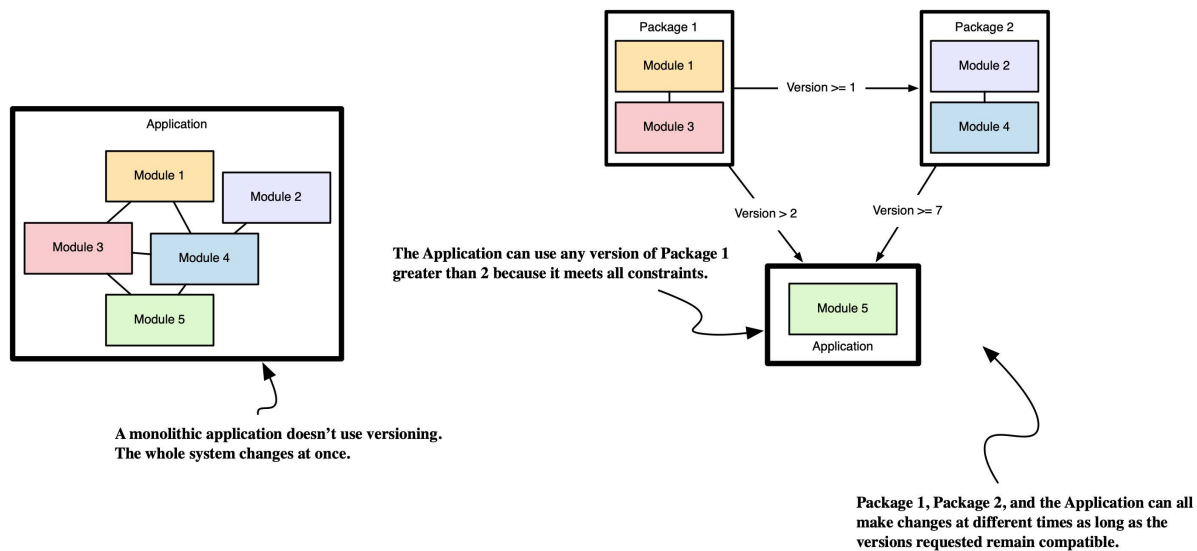 Application
Module 1
Module 2
Module 3
Module 4
Module 5
A monolithic application doesn’t use versioning.
The whole system changes at once.
Package 1
Module 1
Module 3
Version >= 1
Package 2
Module 2
Module 4
Version > 2
Version >= 7
The Application can use any version of Package 1
greater than 2 because it meets all constraints.
Module 5
Application
Package 1, Package 2, and the Application can all
make changes at different times as long as the
versions requested remain compatible.